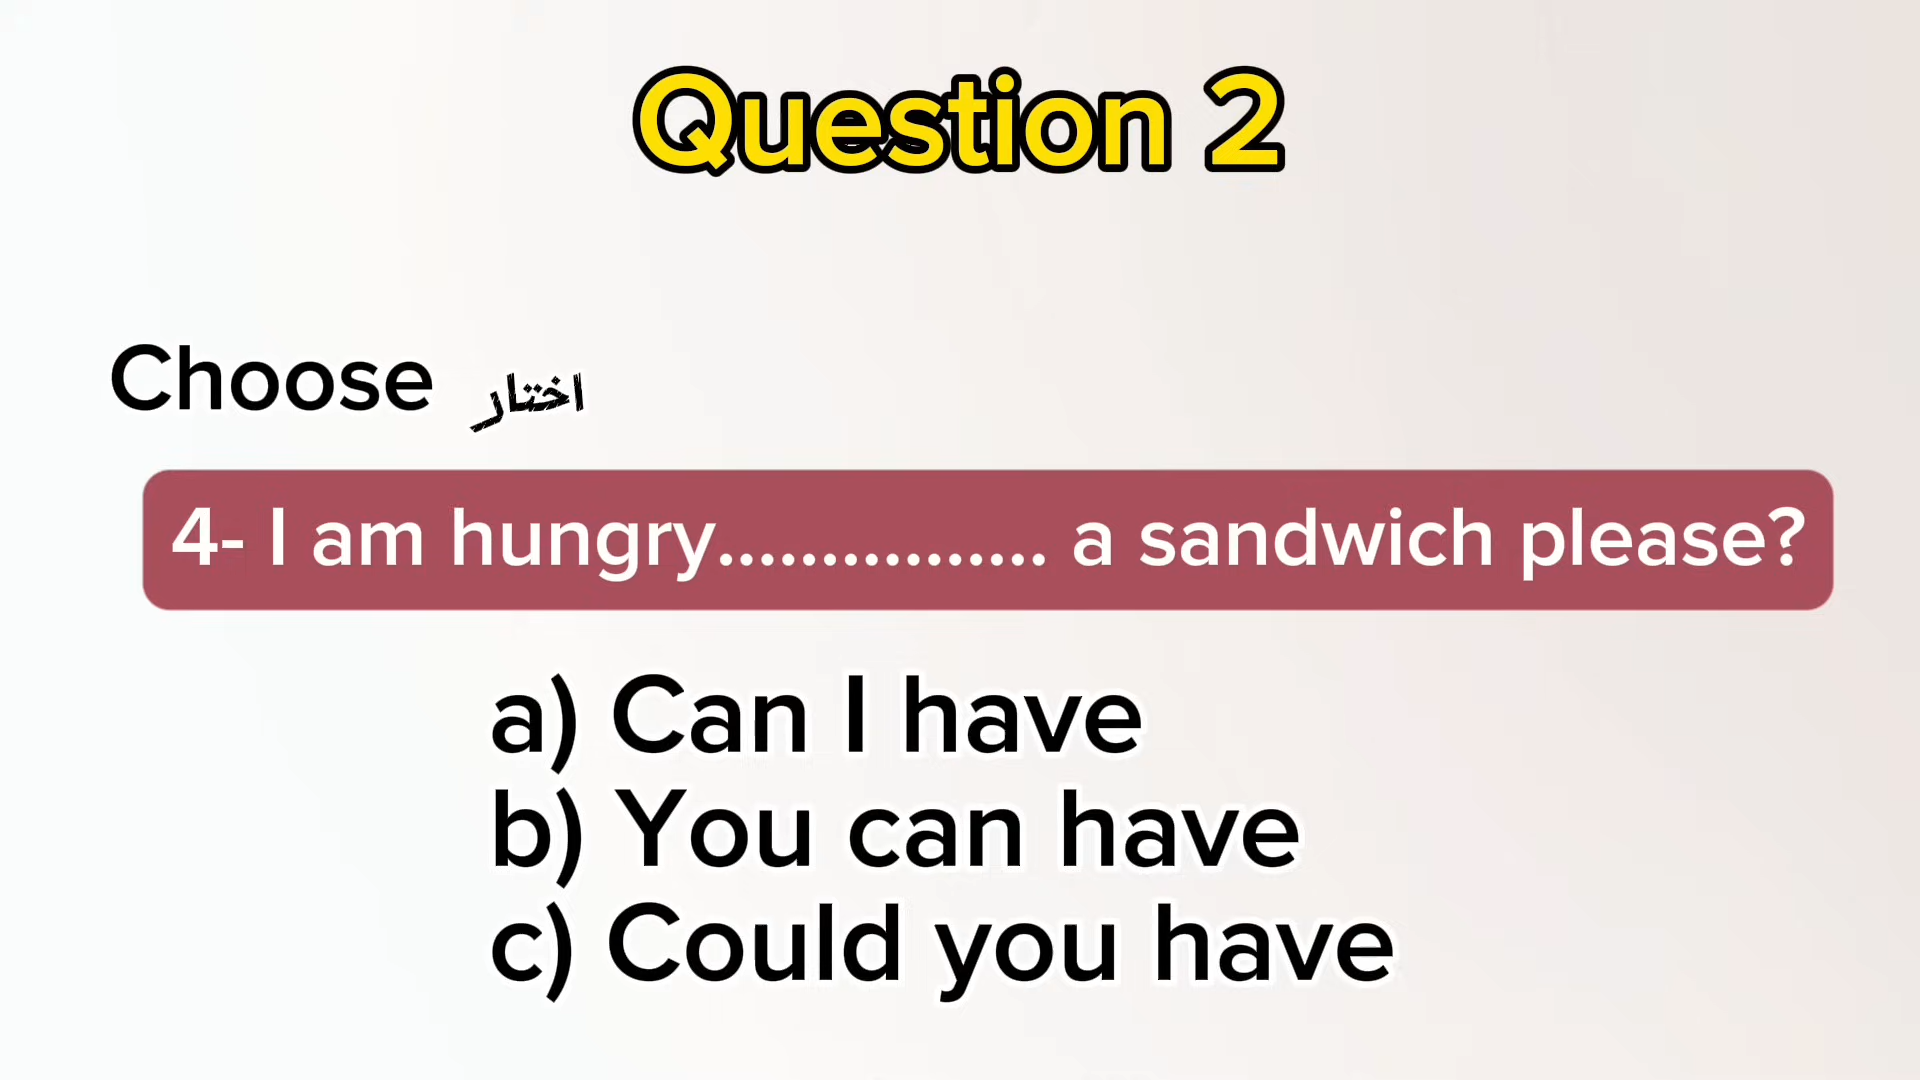 Question 2
Choose اختار
4- I am hungry................ a sandwich please?
a) Can I have
b) You can have
c) Could you have